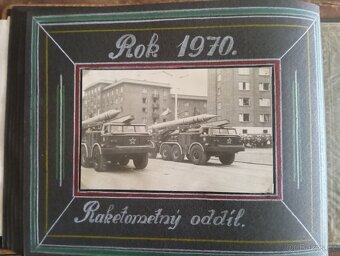 Rok 1970.
Raketometný oddíl.